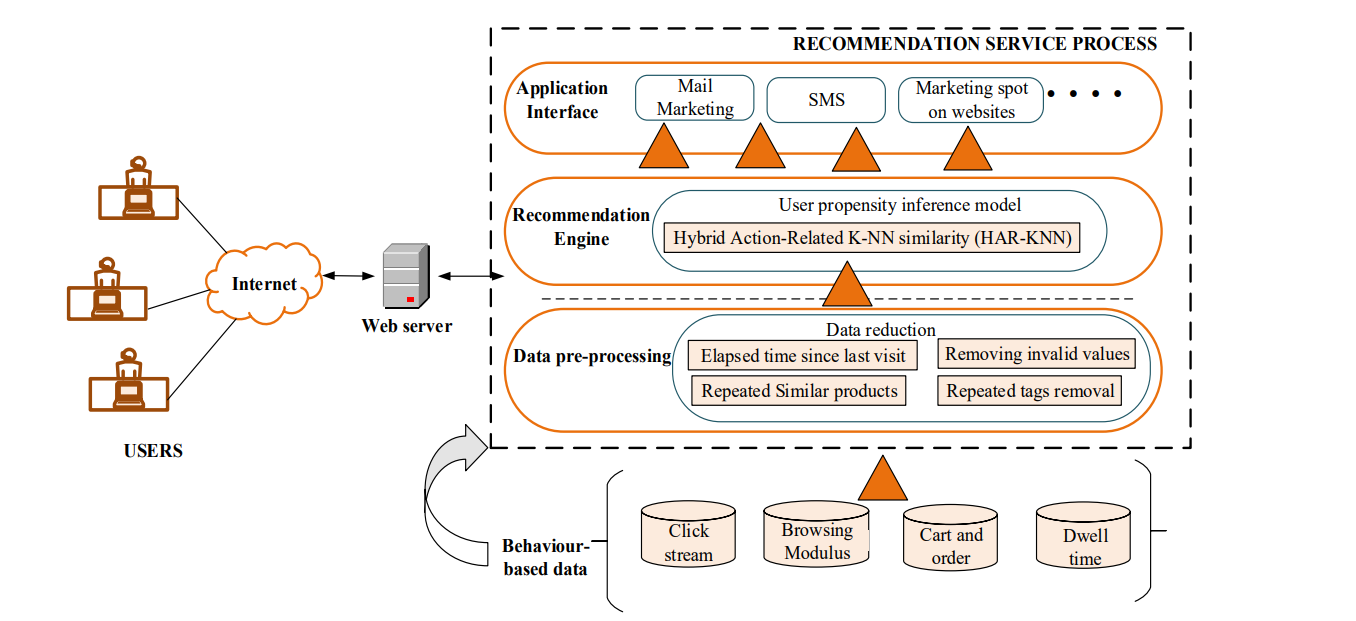 RECOMMENDATION SERVICE PROCESS
Application
Interface
Mail
Marketing
SMS
Marketing spot
on websites
Recommendation
Engine
User propensity inference model
Hybrid Action-Related K-NN similarity (HAR-KNN)
Internet
Web server
Data pre-processing
Data reduction
Elapsed time since last visit
Removing invalid values
Repeated Similar products
Repeated tags removal
USERS
Behaviour-
based data
Click
stream
Browsing
Modulus
Cart and
order
Dwell
time